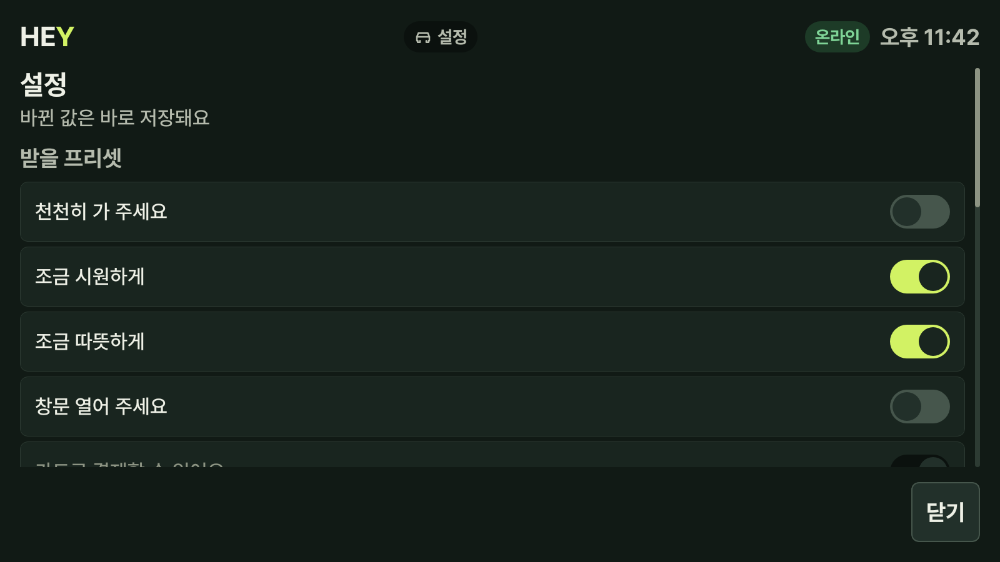 HEY
설정
온라인 오후 11:42
설정
바뀐 값은 바로 저장돼요
받을 프리셋
천천히 가 주세요
조금 시원하게
조금 따뜻하게
창문 열어 주세요
닫기